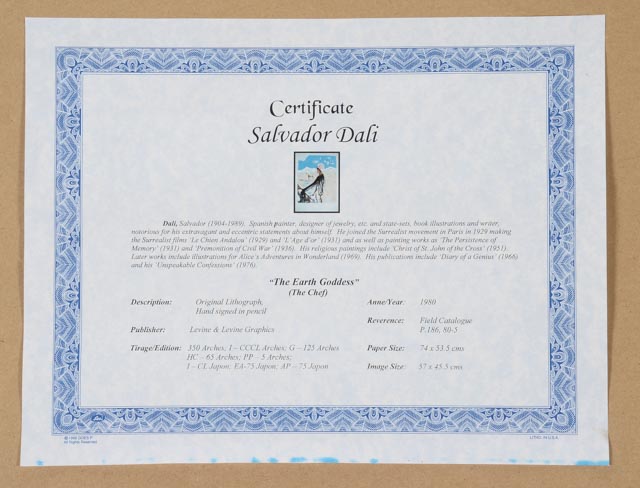 Certificate
Salvador Dali
Dali, Salvador (1904-1989). Spanish painter, designer of jewelry, etc. and state-sets, book illustrations and writer,
notorious for his extravagant and eccentric statements about himself. He joined the Surrealist movement in Paris in 1929 making
the Surrealist films 'Le Chien Andalou' (1929) and 'L'Age d'or' (1931) and as well as painting works as 'The Persistence of
Memory' (1931) and 'Premonition of Civil War' (1936). His religious paintings include 'Christ of St. John of the Cross' (1951).
Later works include illustrations for Alice's Adventures in Wonderland (1969). His publications include 'Diary of a Genius' (1966)
and his 'Unspeakable Confessions' (1976).
"The Earth Goddess"
(The Chef)
Description: Original Lithograph, Anne/Year: 1980
Hand signed in pencil
Reverence: Field Catalogue
Publisher: Levine & Levine Graphics P.186, 80-5
Tirage/Edition: 350 Arches; I – CCCL Arches; G – 125 Arches Paper Size: 74 x 53.5 cms
HC – 65 Arches; PP – 5 Arches;
I – CL Japon; EA-75 Japon; AP – 75 Japon Image Size: 57 x 45.5 cms
All Rights Reserved
LITHO. IN U.S.A.